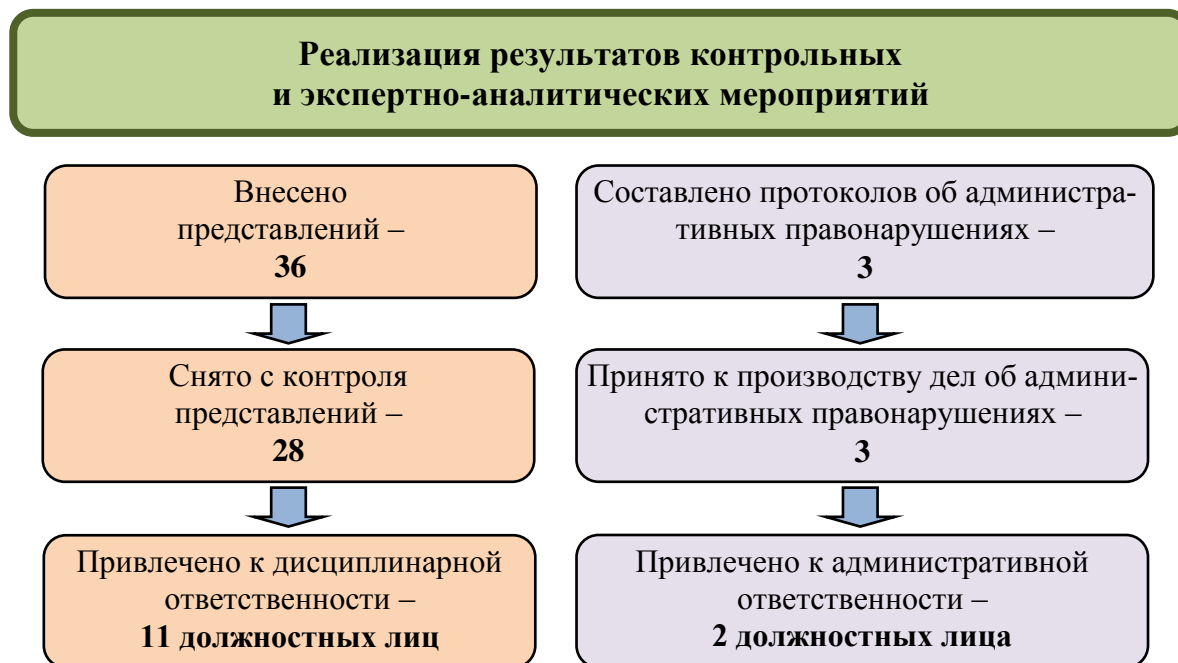 Реализация результатов контрольных
и экспертно-аналитических мероприятий
Внесено
представлений –
36
Снято с контроля
представлений –
28
Привлечено к дисциплинарной
ответственности –
11 должностных лиц
Составлено протоколов об администра-
тивных правонарушениях –
3
Принято к производству дел об админи-
стративных правонарушениях –
3
Привлечено к административной
ответственности –
2 должностных лица